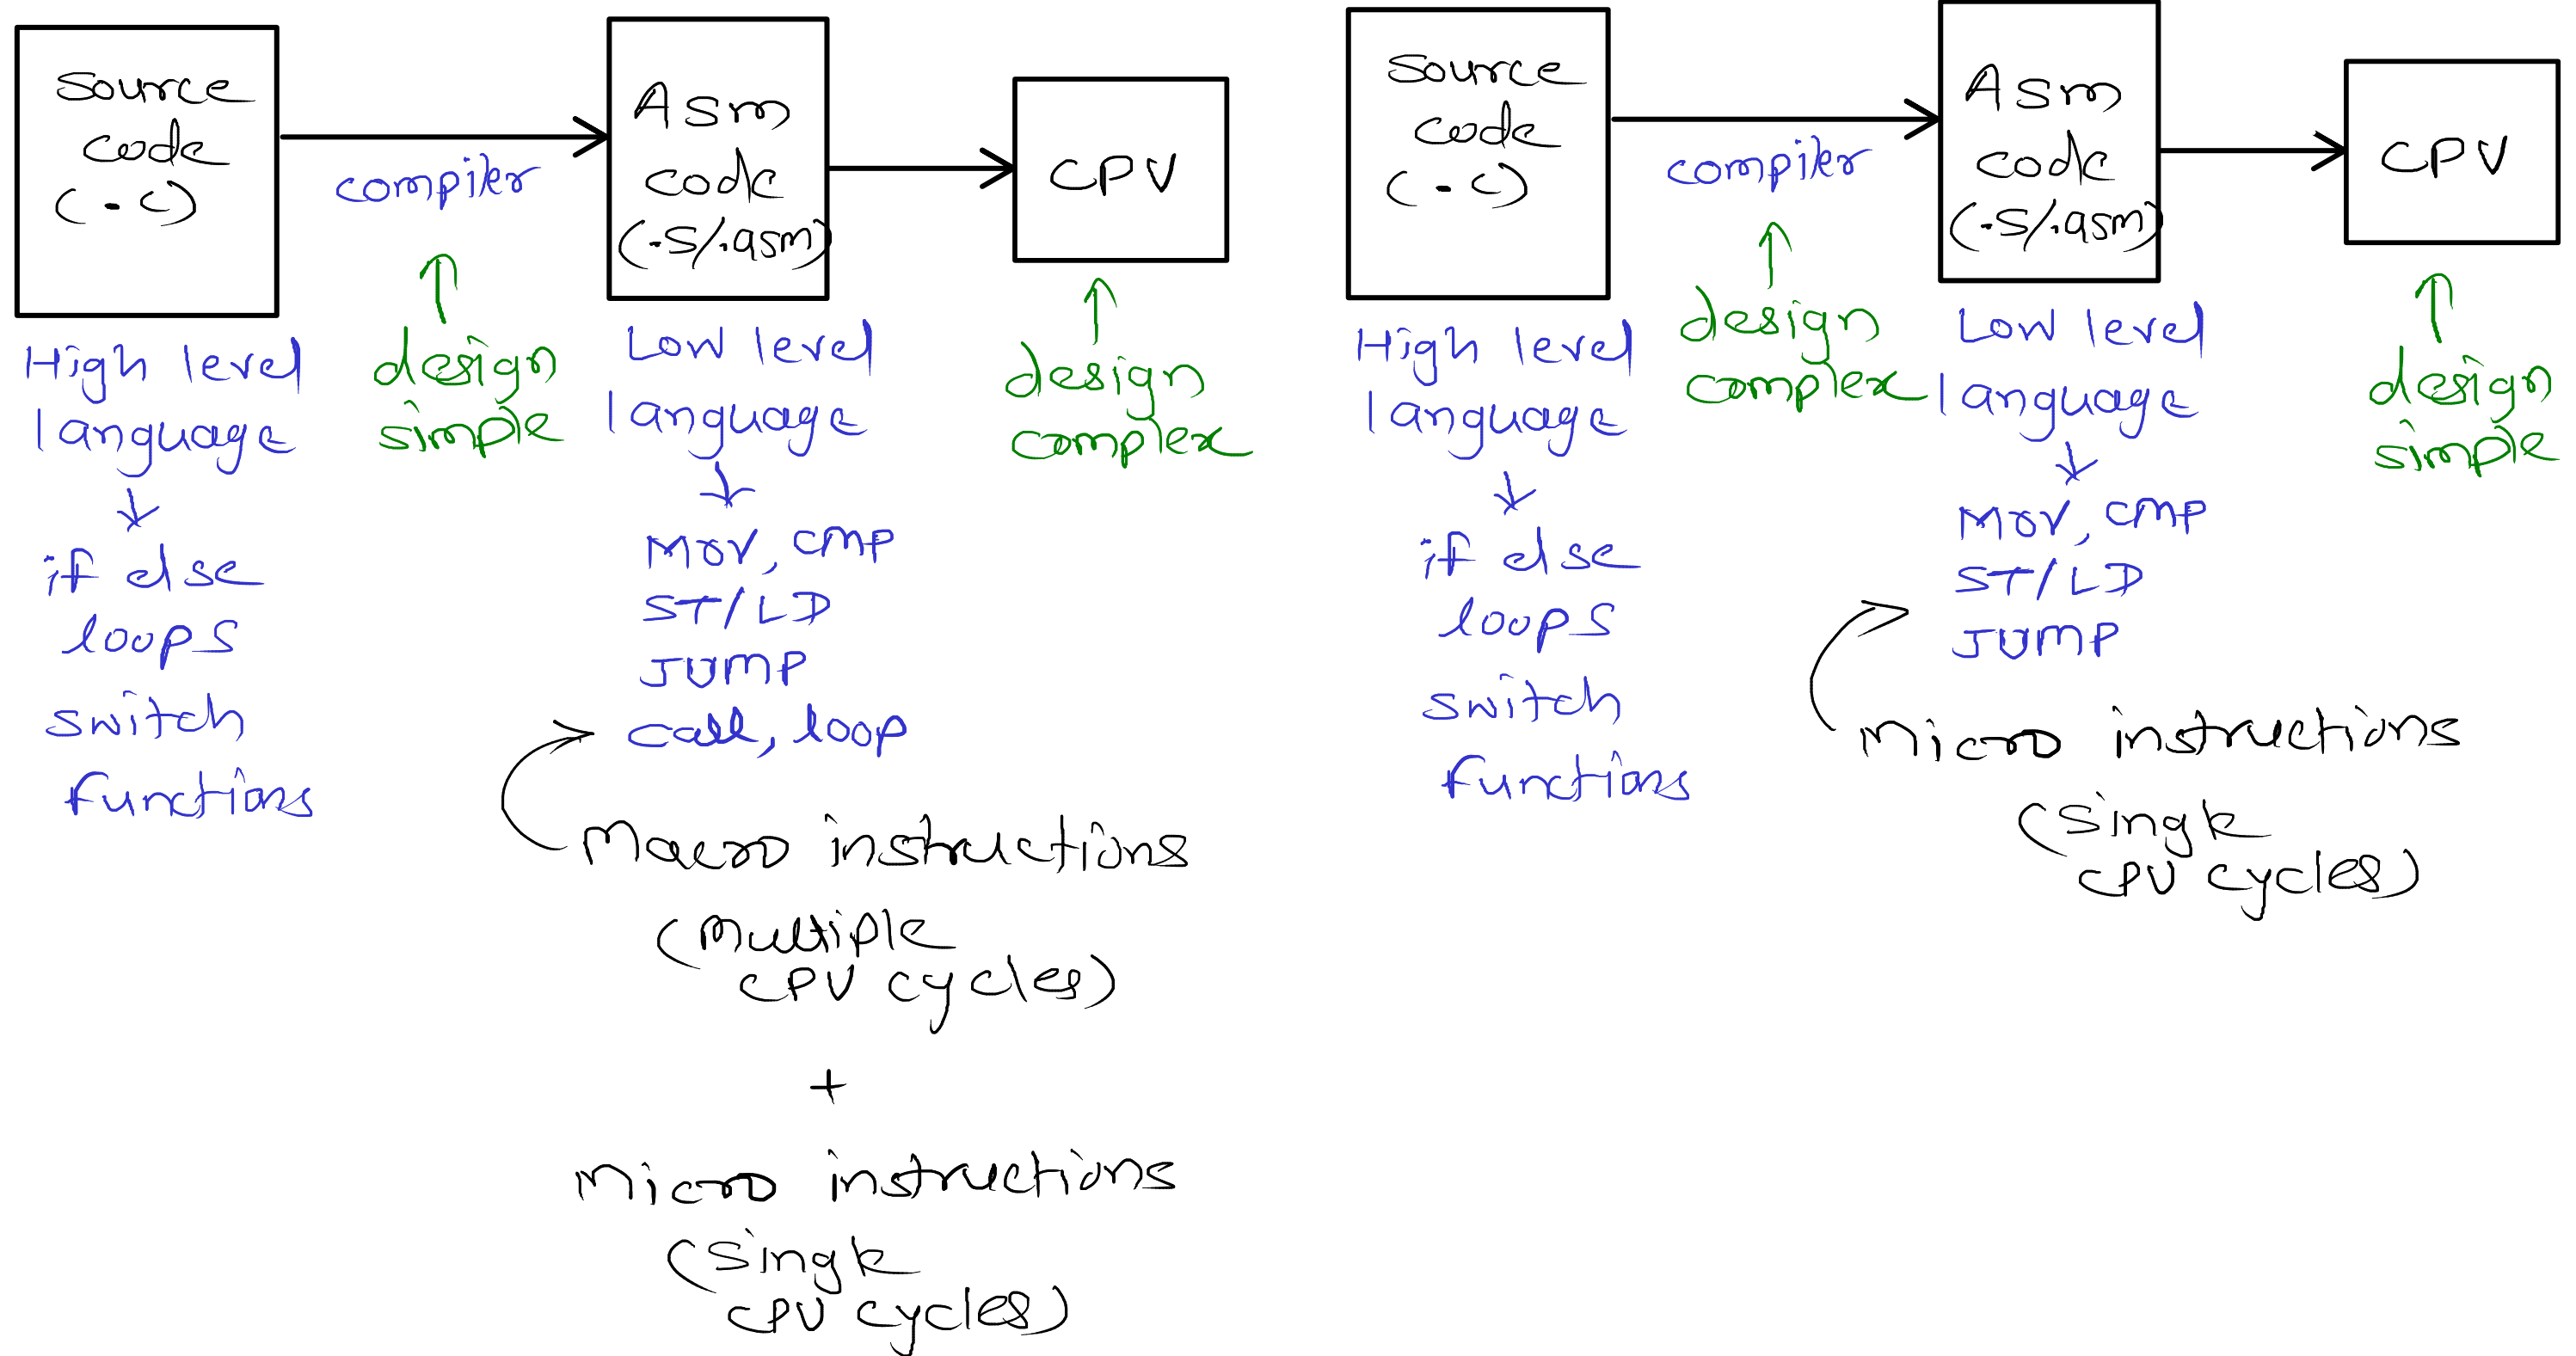 source
code
(.c)
compiler
Asm
code
(.s/.asm)
CPU
High level
language
if else
loops
switch
functions
design
simple
Low level
language
Mov, cmp
ST/LD
JUMP
call, loop
design
complex
Macro instructions
(Multiple
CPU cycles)
+
Micro instructions
(Single
CPU cycles)
source
code
(.c)
compiler
Asm
code
(.s/.asm)
CPU
High level
language
if else
loops
switch
functions
design
complex
Low level
language
Mov, cmp
ST/LD
JUMP
design
simple
Micro instructions
(Single
CPU cycles)